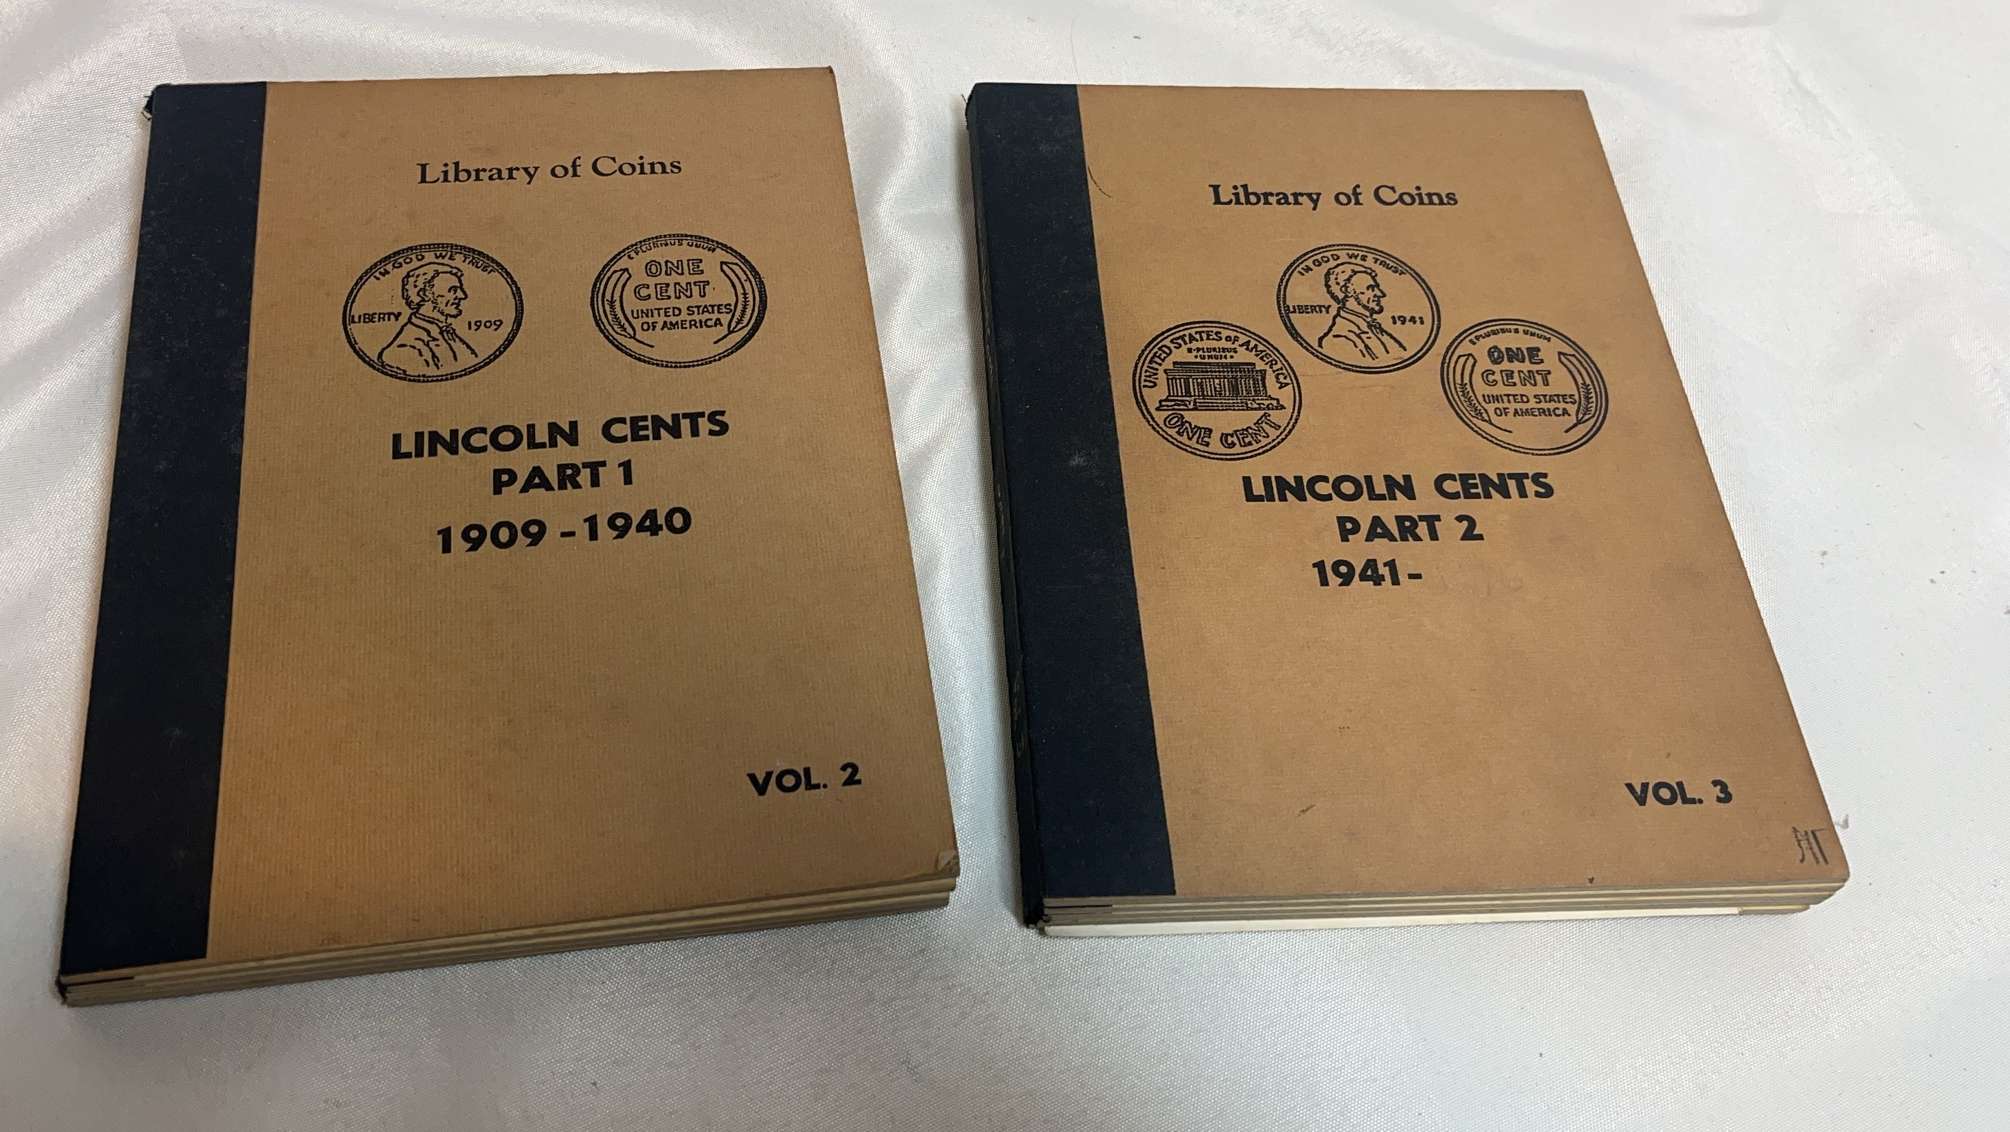 Library of Coins
IN GOD WE TRUST
LIBERTY 1909
E PLURIBUS UNUM
ONE
CENT
UNITED STATES
OF AMERICA
LINCOLN CENTS
PART 1
1909-1940
VOL. 2
Library of Coins
IN GOD WE TRUST
LIBERTY 1941
UNITED STATES OF AMERICA
E·PLURIBUS
·UNUM·
ONE CENT
E PLURIBUS UNUM
ONE
CENT
UNITED STATES
OF AMERICA
LINCOLN CENTS
PART 2
1941-
VOL. 3